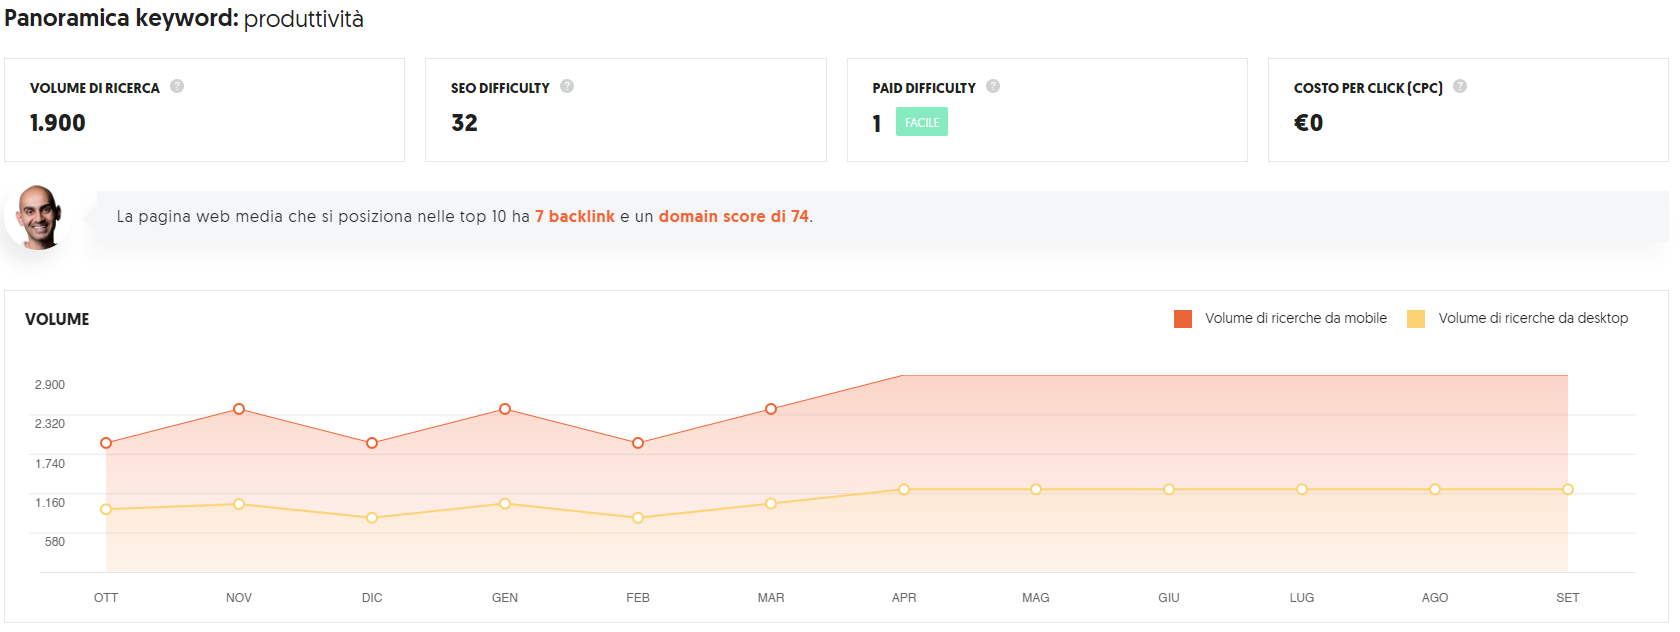 Panoramica keyword: produttività
VOLUME DI RICERCA ?
1.900
SEO DIFFICULTY ?
32
PAID DIFFICULTY ?
1 FACILE
COSTO PER CLICK (CPC) ?
€0
La pagina web media che si posiziona nelle top 10 ha 7 backlink e un domain score di 74.
VOLUME
Volume di ricerche da mobile
Volume di ricerche da desktop
2.900
2.320
1.740
1.160
580
OTT NOV DIC GEN FEB MAR APR MAG GIU LUG AGO SET